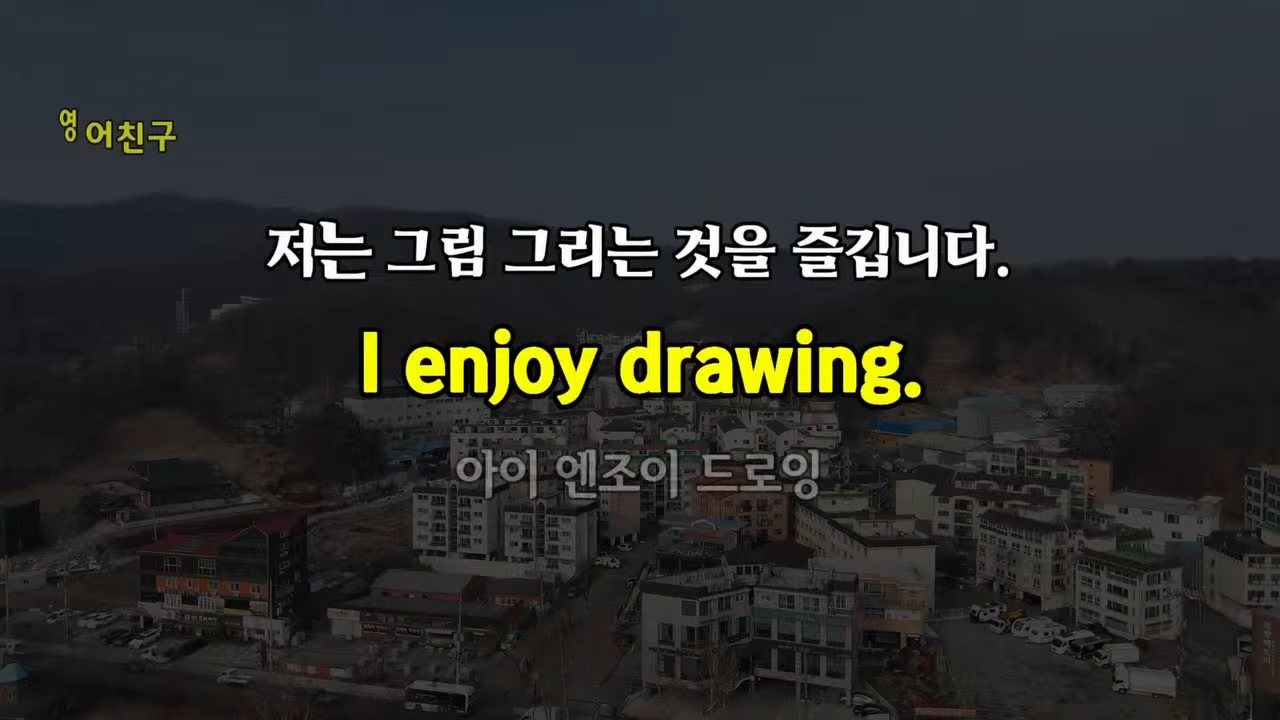 영어친구
저는 그림 그리는 것을 즐깁니다.
I enjoy drawing.
아이 엔조이 드로잉